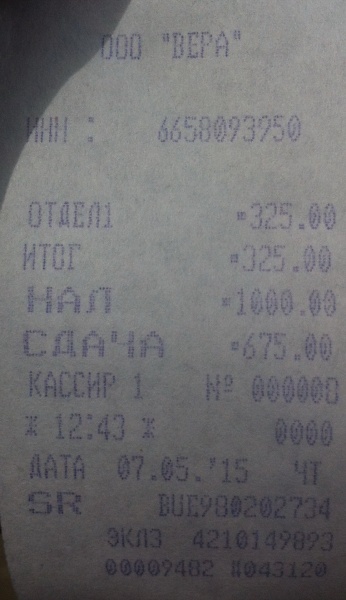 ООО "ВЕРА"
ИНН : 6658093950
ОТДЕЛ1 =325.00
ИТОГ =325.00
НАЛ =1000.00
СДАЧА =675.00
КАССИР 1 № 000008
* 12:43 * 0000
ДАТА 07.05.'15 ЧТ
SR BUE980202734
ЭКЛЗ 4210149893
00009482 #043120